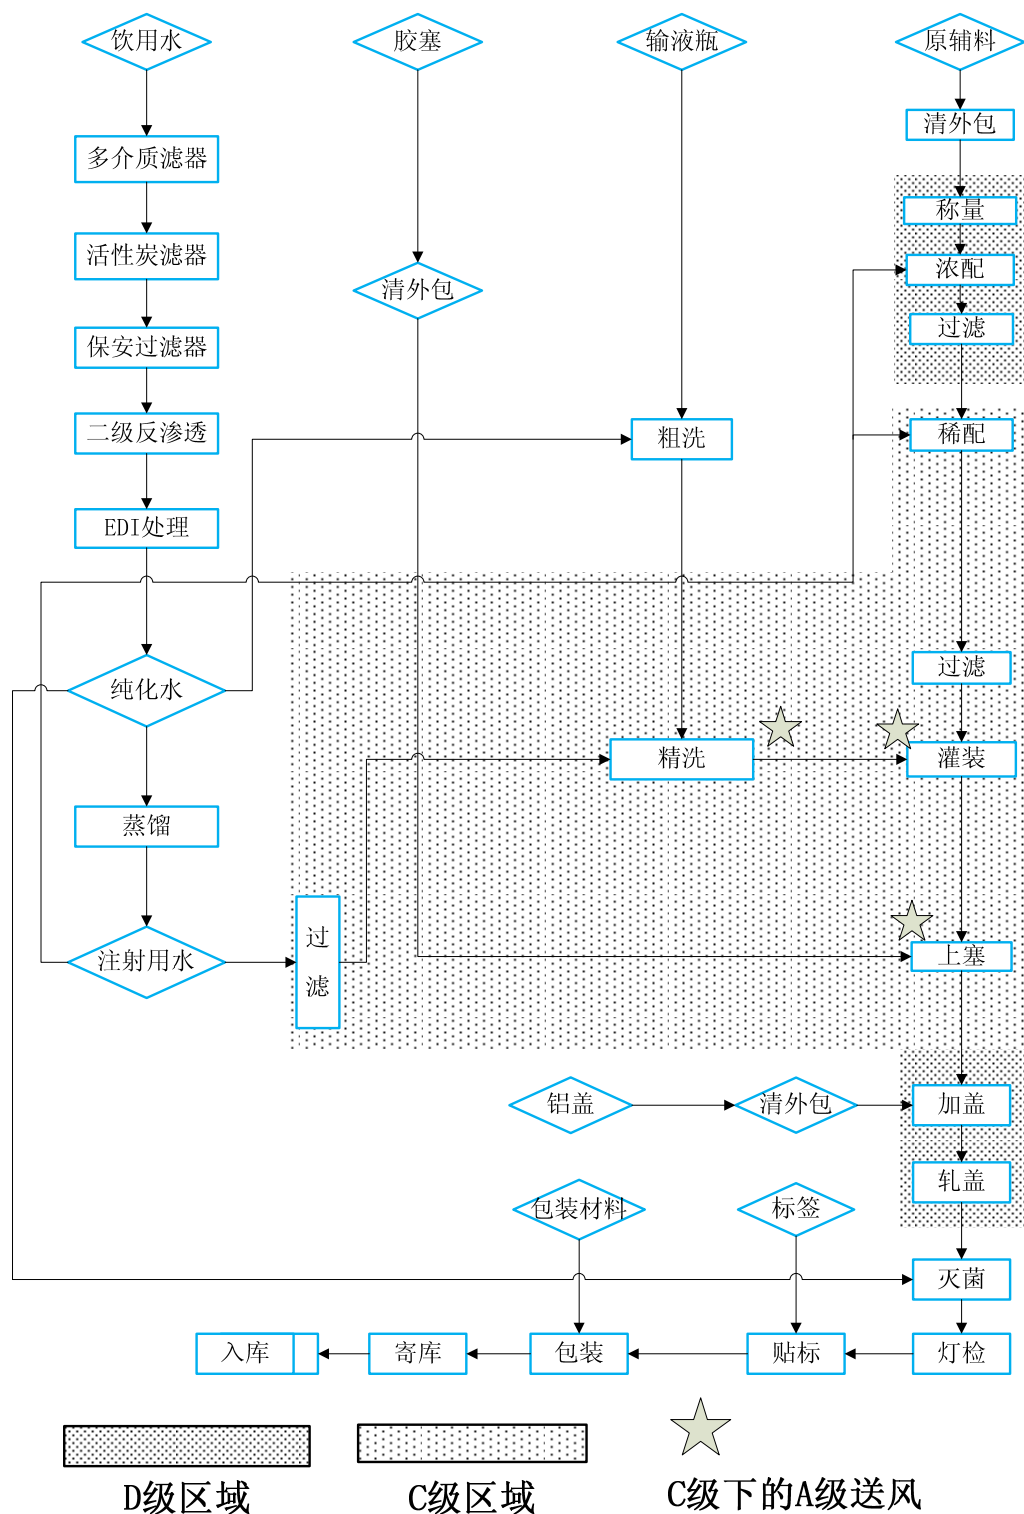 饮用水
胶塞
输液瓶
原辅料
清外包
多介质滤器
称量
活性炭滤器
浓配
清外包
过滤
保安过滤器
二级反渗透
粗洗
稀配
EDI处理
过滤
纯化水
精洗
灌装
蒸馏
过滤
注射用水
上塞
铝盖
清外包
加盖
轧盖
包装材料
标签
灭菌
入库
寄库
包装
贴标
灯检
D级区域
C级区域
C级下的A级送风